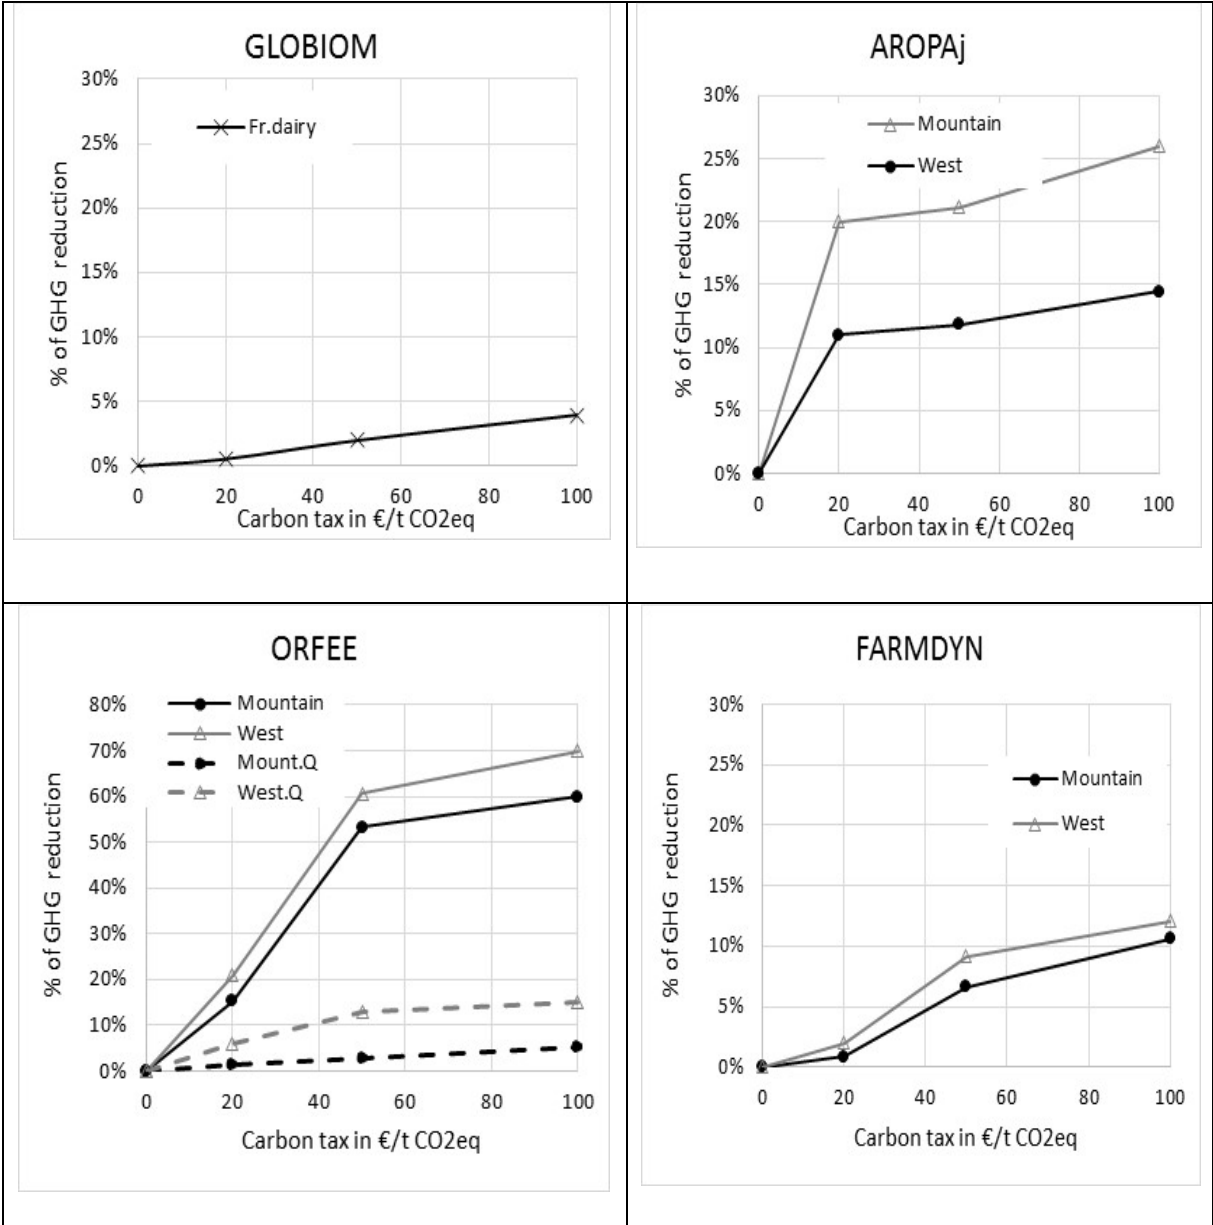 GLOBIOM
30%
25%
20%
15%
10%
5%
0%
% of GHG reduction
Fr.dairy
0 20 40 60 80 100
Carbon tax in €/t CO2eq
AROPAj
30%
25%
20%
15%
10%
5%
0%
% of GHG reduction
Mountain
West
0 20 40 60 80 100
Carbon tax in €/t CO2eq
ORFEE
80%
70%
60%
50%
40%
30%
20%
10%
0%
% of GHG reduction
Mountain
West
Mount.Q
West.Q
0 20 40 60 80 100
Carbon tax in €/t CO2eq
FARMDYN
30%
25%
20%
15%
10%
5%
0%
% of GHG reduction
Mountain
West
0 20 40 60 80 100
Carbon tax in €/t CO2eq